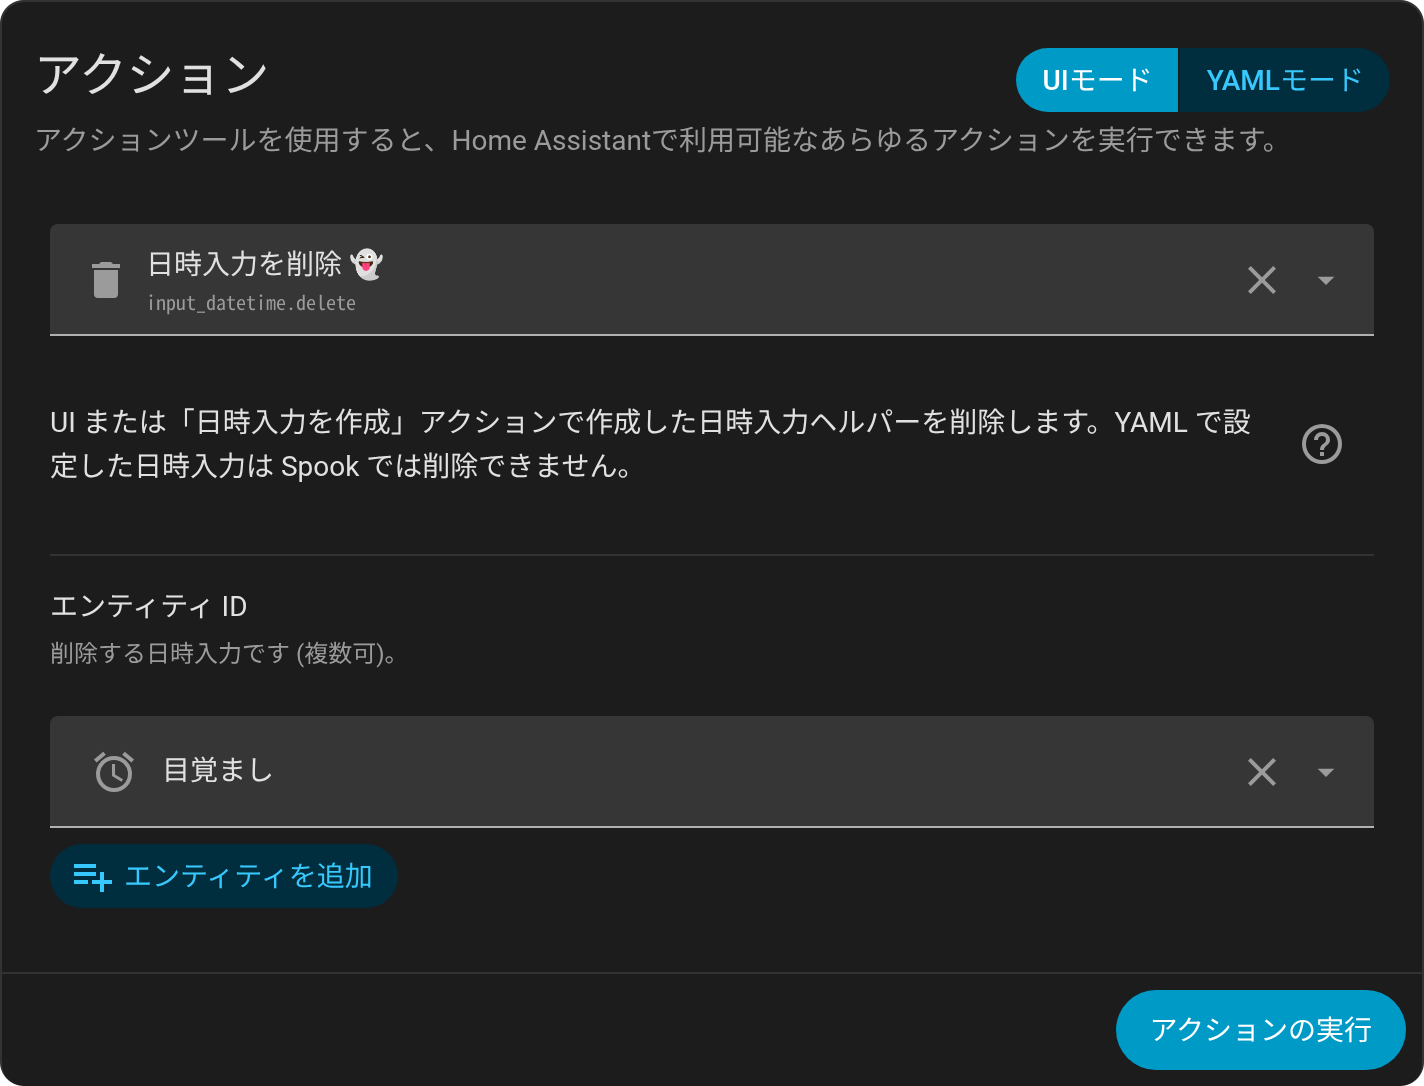 アクション
UIモード
YAMLモード
アクションツールを使用すると、Home Assistantで利用可能なあらゆるアクションを実行できます。
日時入力を削除 👻
input_datetime.delete
UI または「日時入力を作成」アクションで作成した日時入力ヘルパーを削除します。YAML で設
定した日時入力は Spook では削除できません。
エンティティ ID
削除する日時入力です (複数可)。
目覚まし
エンティティを追加
アクションの実行